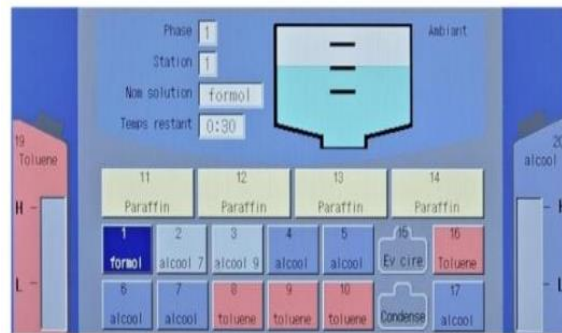 Phase 1
Ambiant
Station 1
Nom solution formol
Temps restant 0:30
19
Toluene
H
L
20
alcool
H
L
11 12 13 14
Paraffin Paraffin Paraffin Paraffin
1 2 3 4 5 15 16
formol alcool 7 alcool 9 alcool alcool Ev cire Toluene
6 7 8 9 10 17
alcool alcool toluene toluene toluene Condense alcool